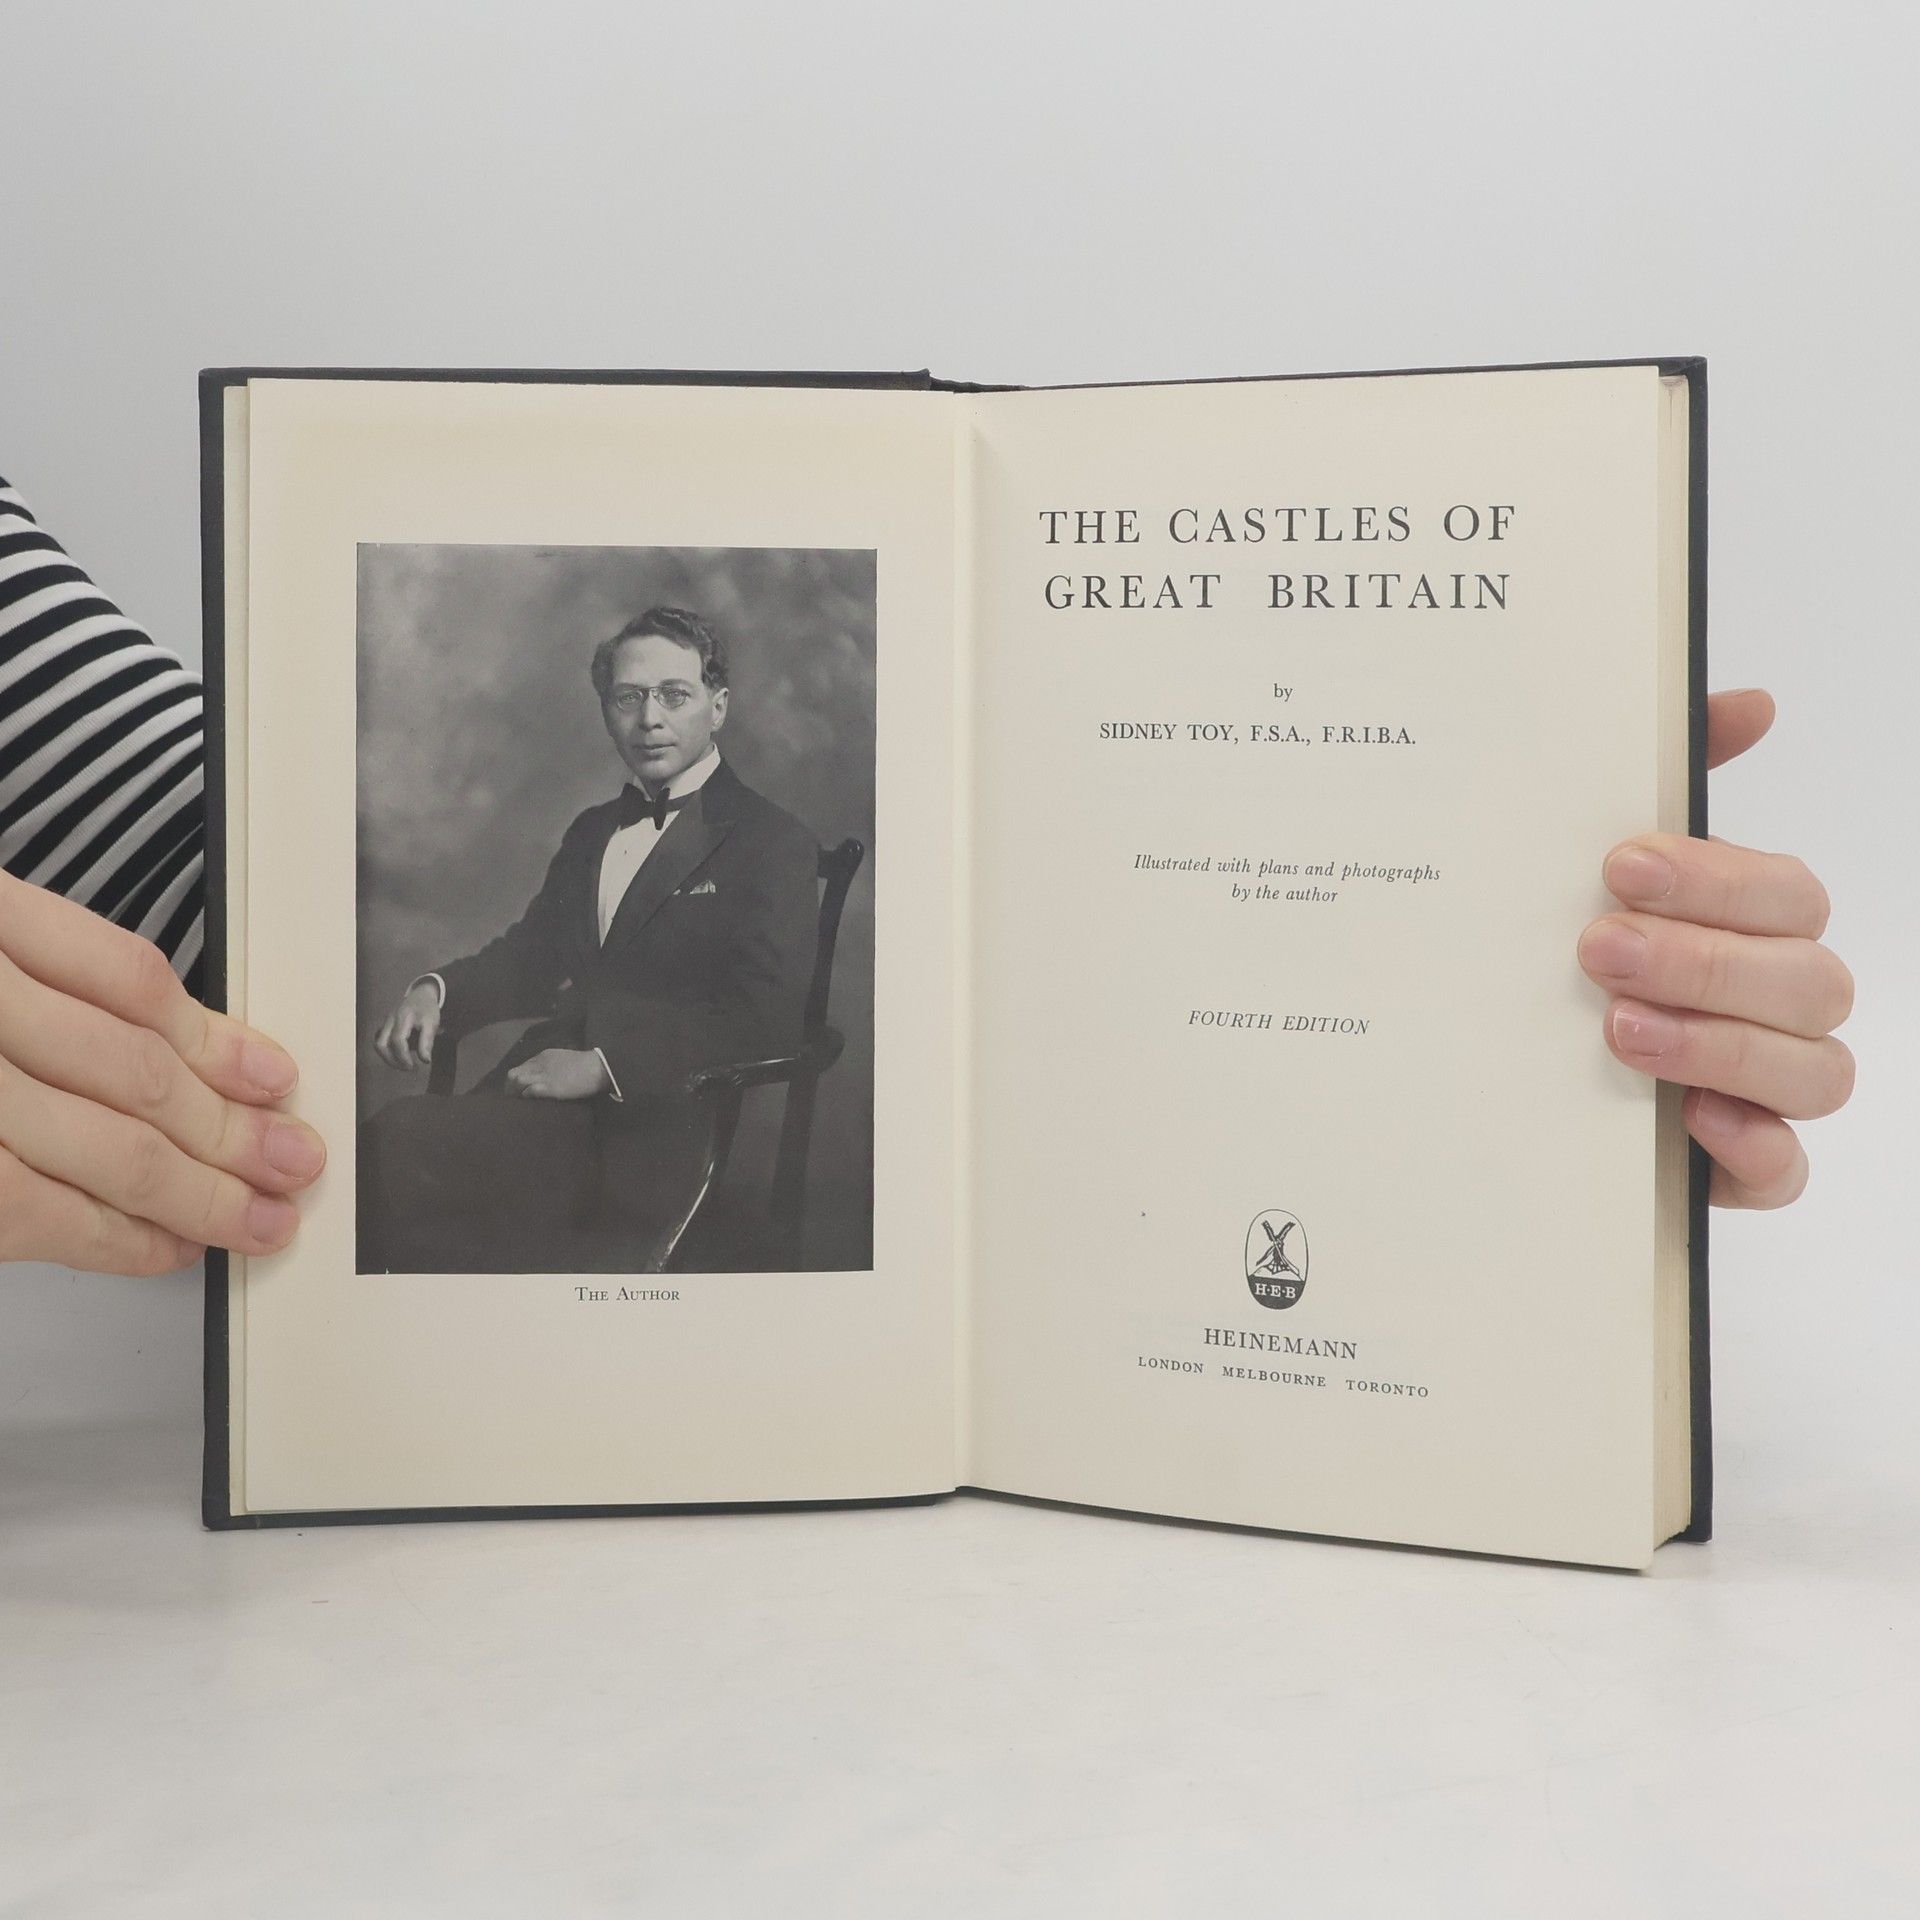 The Author
THE CASTLES OF
GREAT BRITAIN
by
SIDNEY TOY, F.S.A., F.R.I.B.A.
Illustrated with plans and photographs
by the author
FOURTH EDITION
H·E·B
HEINEMANN
LONDON MELBOURNE TORONTO